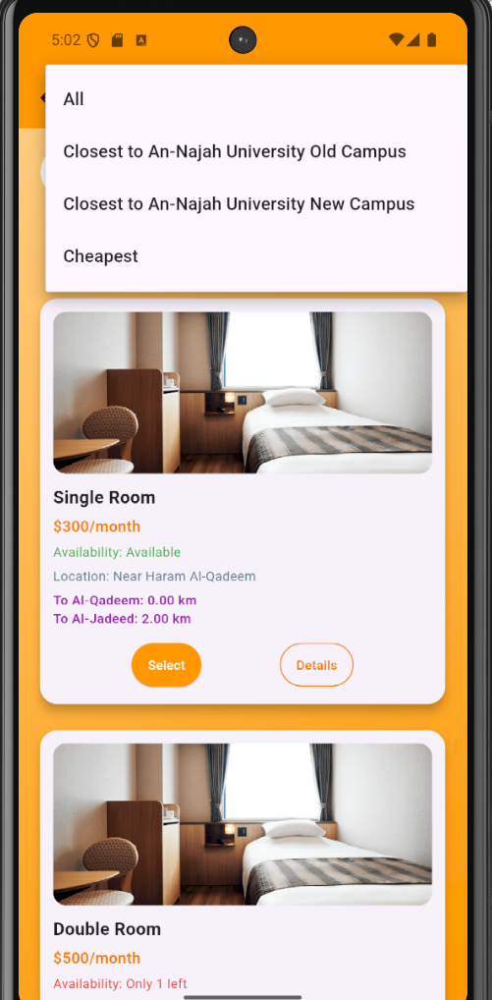 5:02
All
Closest to An-Najah University Old Campus
Closest to An-Najah University New Campus
Cheapest
Single Room
$300/month
Availability: Available
Location: Near Haram Al-Qadeem
To Al-Qadeem: 0.00 km
To Al-Jadeed: 2.00 km
Select
Details
Double Room
$500/month
Availability: Only 1 left